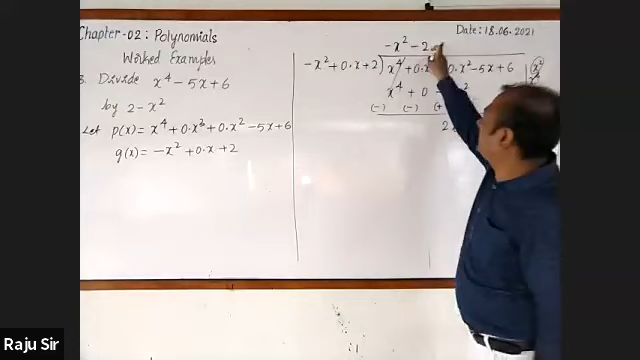 Chapter-02: Polynomials
Date: 18.06.2021
Worked Examples
3. Divide x⁴ - 5x + 6
by 2 - x²
Let p(x) = x⁴ + 0.x³ + 0.x² - 5x + 6
g(x) = -x² + 0.x + 2
-x² - 2
-x² + 0.x + 2) x⁴ + 0.x 0.x² - 5x + 6
x⁴ + 0 - 2
(-) (-) (+
2
Raju Sir